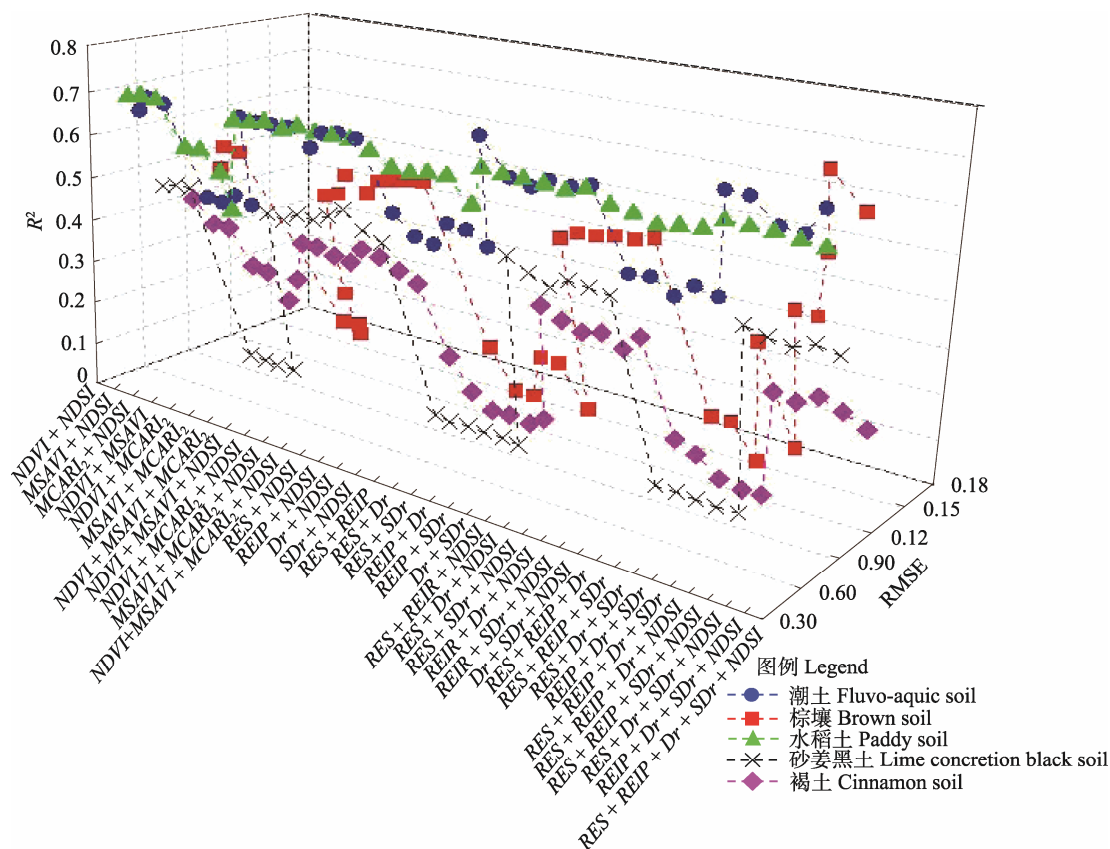 R²
0.8
0.7
0.6
0.5
0.4
0.3
0.2
0.1
0
NDVI + NDSI
MSAVI + NDSI
MCARI₂ + NDSI
NDVI + MSAVI
NDVI + MCARI₂
MSAVI + MCARI₂
NDVI + MSAVI + MCARI₂
NDVI + MSAVI + NDSI
NDVI + MCARI₂ + NDSI
MSAVI + MCARI₂ + NDSI
NDVI+MSAVI + MCARI₂ + NDSI
RES + NDSI
REIP + NDSI
Dr + NDSI
SDr + NDSI
RES + REIP
RES + Dr
RES + SDr
REIP + Dr
REIP + SDr
Dr + SDr
RES + REIR + NDSI
RES + Dr + NDSI
RES + SDr + NDSI
REIR + Dr + NDSI
REIR + SDr + NDSI
Dr + SDr + NDSI
RES + REIP + Dr
RES + REIP + SDr
RES + Dr + SDr
REIP + Dr + SDr
RES + REIP + Dr + NDSI
RES + REIP + SDr + NDSI
RES + Dr + SDr + NDSI
REIP + Dr + SDr + NDSI
RES + REIP + Dr + SDr + NDSI
0.18
0.15
0.12
0.90
0.60
0.30
RMSE
图例 Legend
潮土 Fluvo-aquic soil
棕壤 Brown soil
水稻土 Paddy soil
砂姜黑土 Lime concretion black soil
褐土 Cinnamon soil